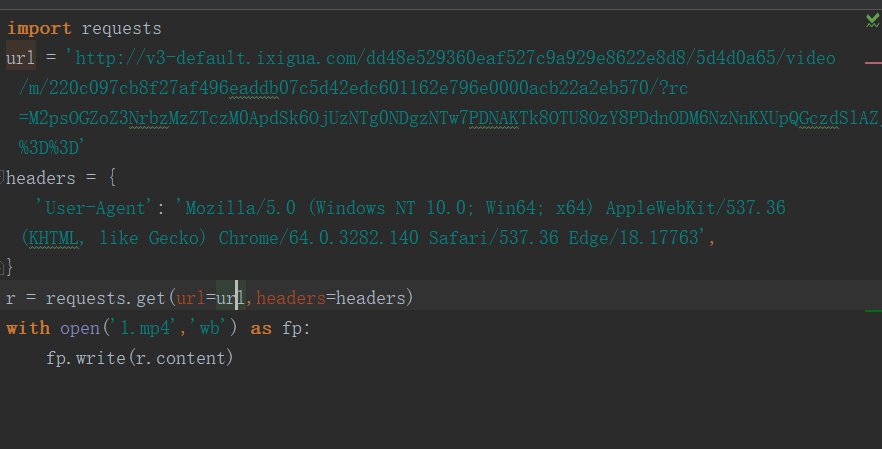 import requests
url = 'http://v3-default.ixigua.com/dd48e529360eaf527c9a929e8622e8d8/5d4d0a65/video
/m/220c097cb8f27af496eaddb07c5d42edc601162e796e0000acb22a2eb570/?rc
=M2psOGZoZ3NrbzMzZTczM0ApdSk6OjUzNTg0NDgzNTw7PDNAKTk8OTU8OzY8PDdnODM6NzNnKXUpQGczdSlAZ
%3D%3D'
headers = {
'User-Agent': 'Mozilla/5.0 (Windows NT 10.0; Win64; x64) AppleWebKit/537.36
(KHTML, like Gecko) Chrome/64.0.3282.140 Safari/537.36 Edge/18.17763',
}
r = requests.get(url=url,headers=headers)
with open('1.mp4','wb') as fp:
fp.write(r.content)